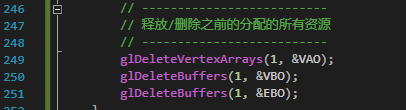 246 // ---------------------------
247 // 释放/删除之前的分配的所有资源
248 // ---------------------------
249 glDeleteVertexArrays(1, &VAO);
250 glDeleteBuffers(1, &VBO);
251 glDeleteBuffers(1, &EBO);
252 }